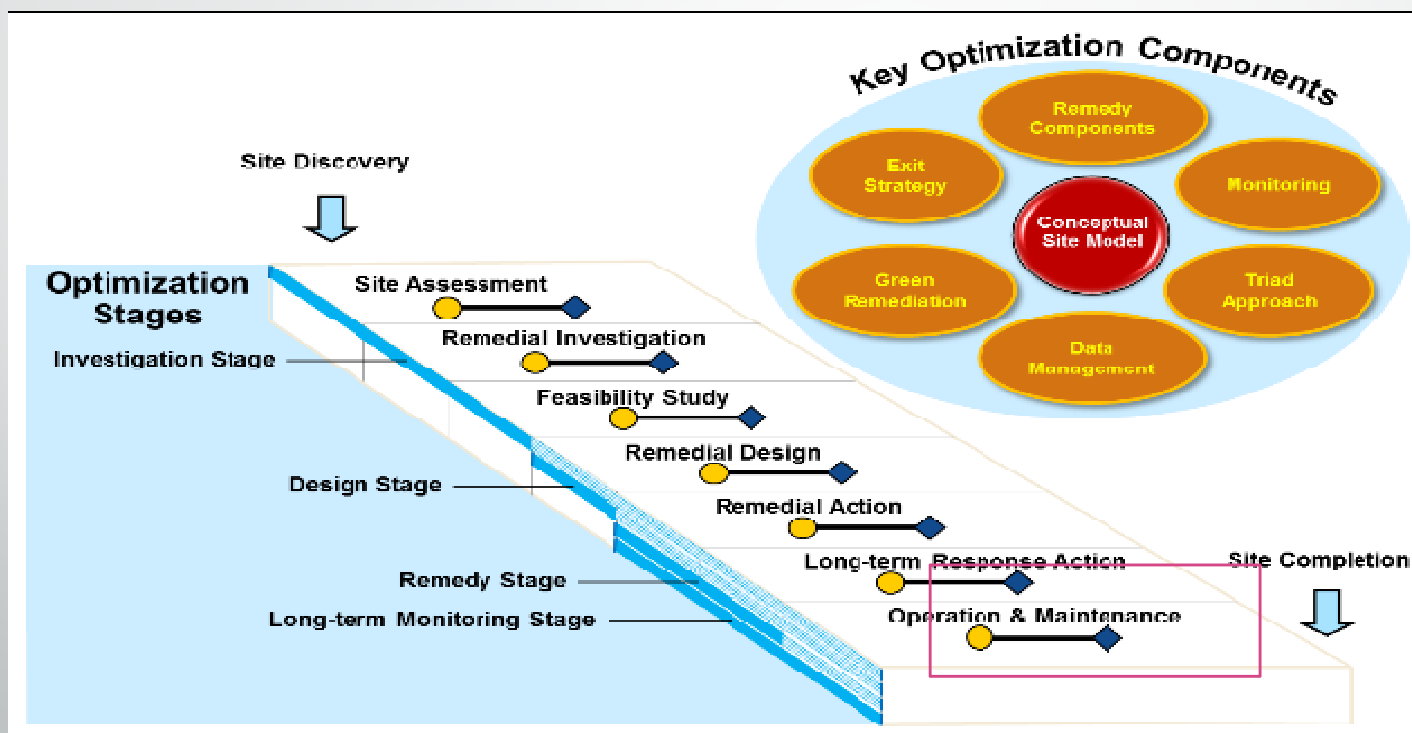 Key Optimization Components
Remedy
Components
Exit
Strategy
Monitoring
Conceptual
Site Model
Green
Remediation
Triad
Approach
Data
Management
Site Discovery
Optimization
Stages
Site Assessment
Remedial Investigation
Investigation Stage
Feasibility Study
Remedial Design
Design Stage
Remedial Action
Long-term Response Action
Site Completion
Remedy Stage
Operation & Maintenance
Long-term Monitoring Stage